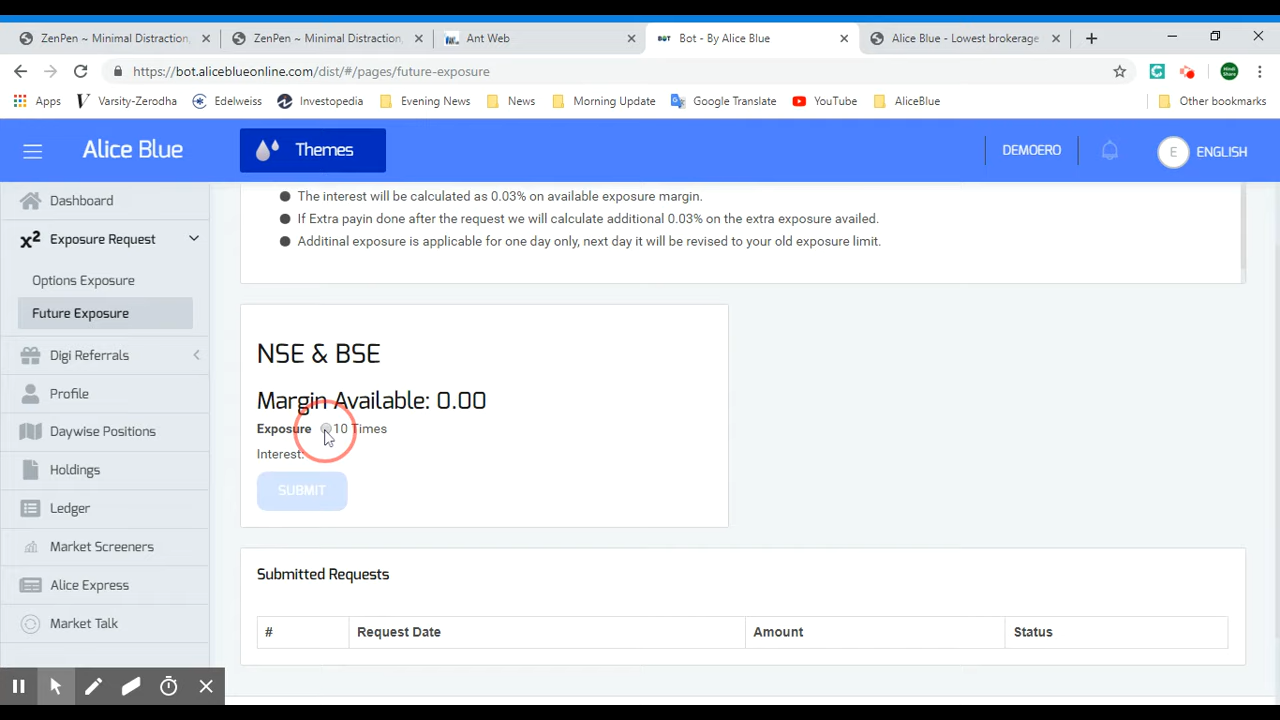 ZenPen ~ Minimal Distraction,
ZenPen ~ Minimal Distraction,
Ant Web
BOT
Bot - By Alice Blue
Alice Blue - Lowest brokerage
https://bot.aliceblueonline.com/dist/#/pages/future-exposure
Apps
Varsity-Zerodha
Edelweiss
Investopedia
Evening News
News
Morning Update
Google Translate
YouTube
AliceBlue
Other bookmarks
Alice Blue
Themes
DEMOERO
E
ENGLISH
Dashboard
x² Exposure Request
Options Exposure
Future Exposure
Digi Referrals
Profile
Daywise Positions
Holdings
Ledger
Market Screeners
Alice Express
Market Talk
The interest will be calculated as 0.03% on available exposure margin.
If Extra payin done after the request we will calculate additional 0.03% on the extra exposure availed.
Additinal exposure is applicable for one day only, next day it will be revised to your old exposure limit.
NSE & BSE
Margin Available: 0.00
Exposure 10 Times
Interest:
SUBMIT
Submitted Requests
# Request Date Amount Status